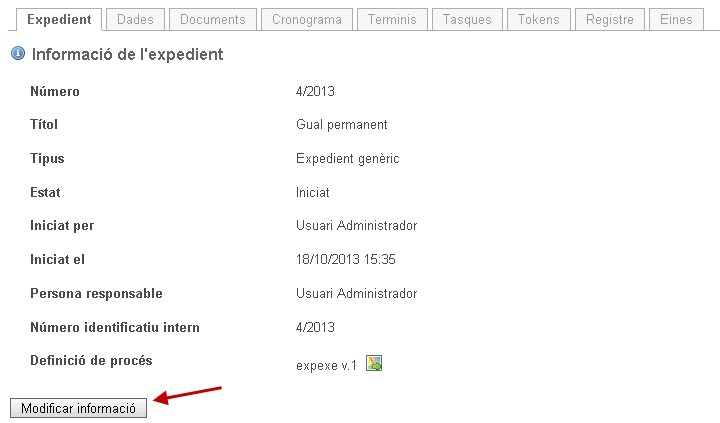 Expedient Dades Documents Cronograma Terminis Tasques Tokens Registre Eines
Informació de l'expedient
Número 4/2013
Títol Gual permanent
Tipus Expedient genèric
Estat Iniciat
Iniciat per Usuari Administrador
Iniciat el 18/10/2013 15:35
Persona responsable Usuari Administrador
Número identificatiu intern 4/2013
Definició de procés expexe v.1
Modificar informació